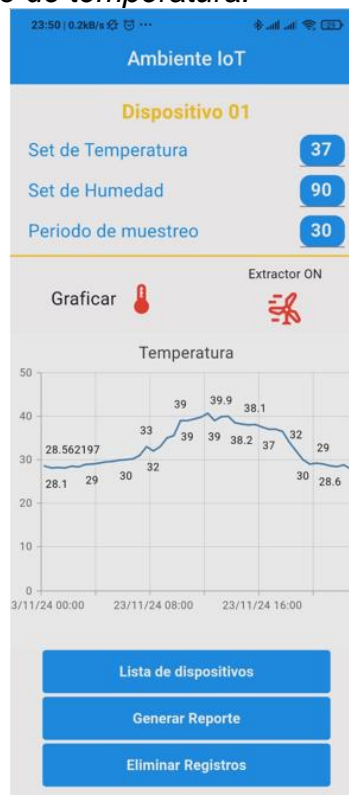 o de temperatura.
23:50 | 0.2kB/s
Ambiente IoT
Dispositivo 01
Set de Temperatura 37
Set de Humedad 90
Periodo de muestreo 30
Extractor ON
Graficar
Temperatura
50
40
30
20
10
0
28.562197
28.1
29
30
33
32
39
39
39.9
39
38.2
38.1
37
32
30
29
28.6
3/11/24 00:00 23/11/24 08:00 23/11/24 16:00
Lista de dispositivos
Generar Reporte
Eliminar Registros